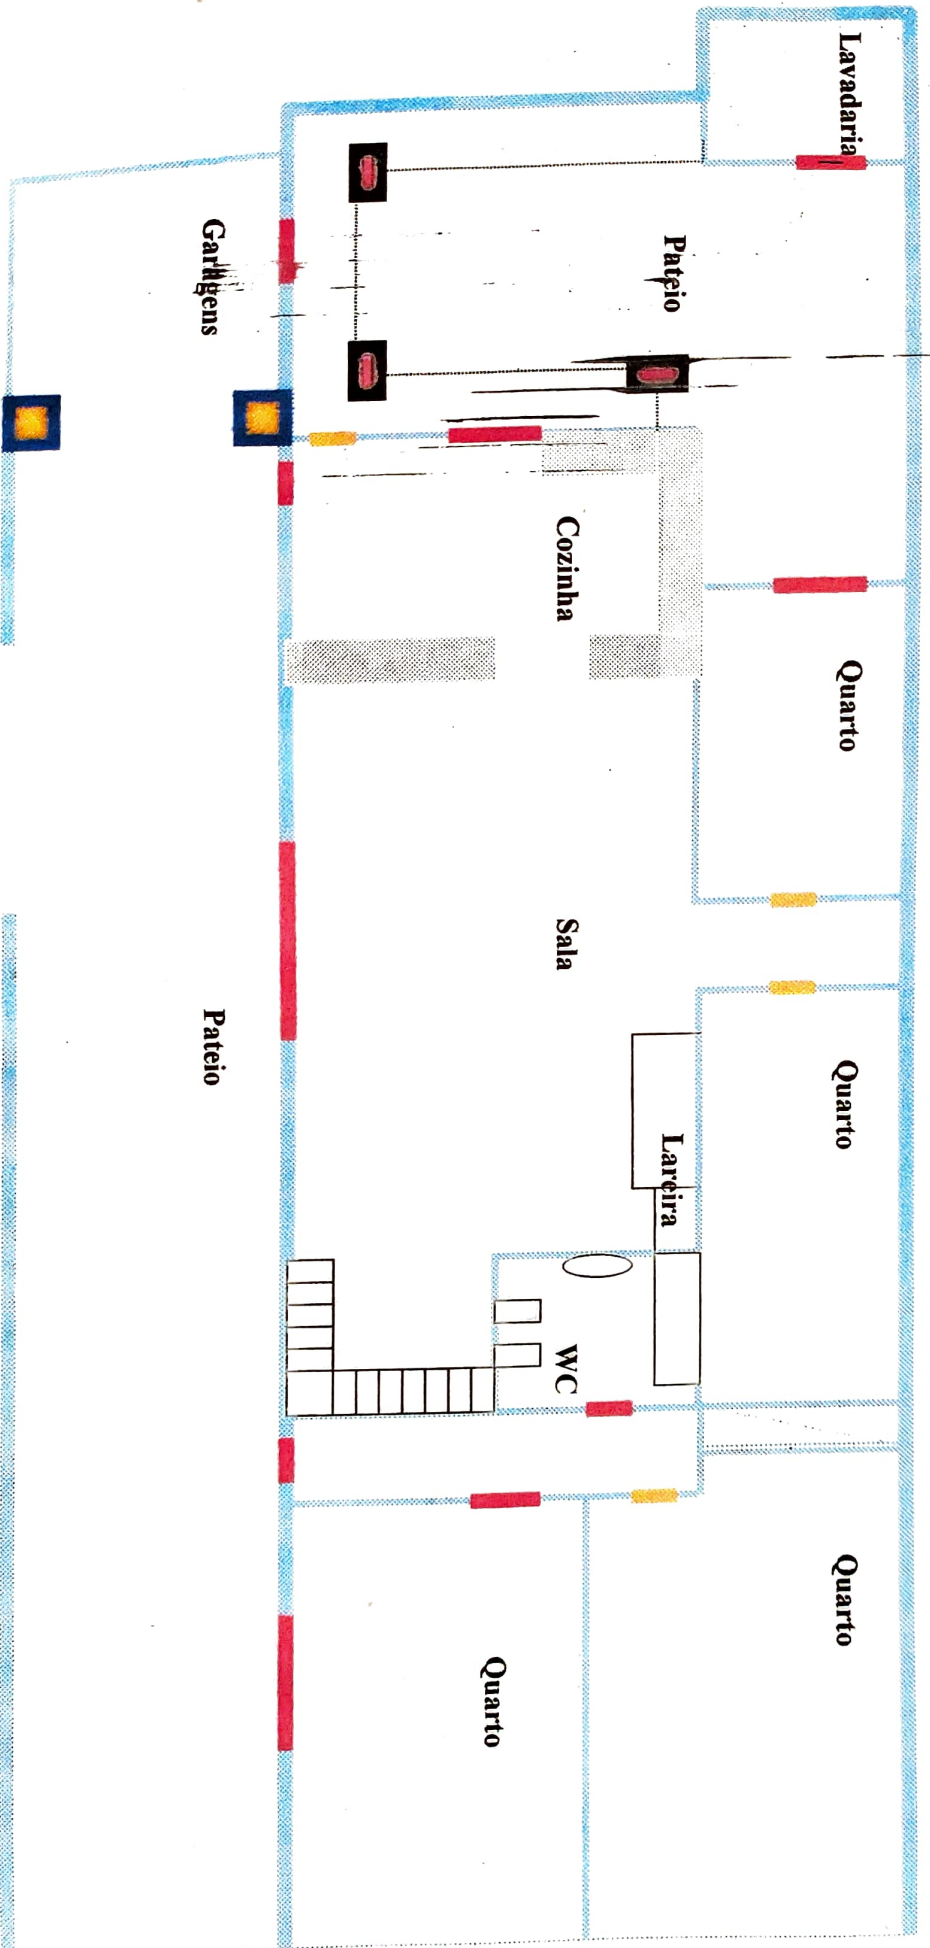 Lavadaria
Pateio
Garagens
Cozinha
Quarto
Sala
Pateio
Quarto
Lareira
WC
Quarto
Quarto